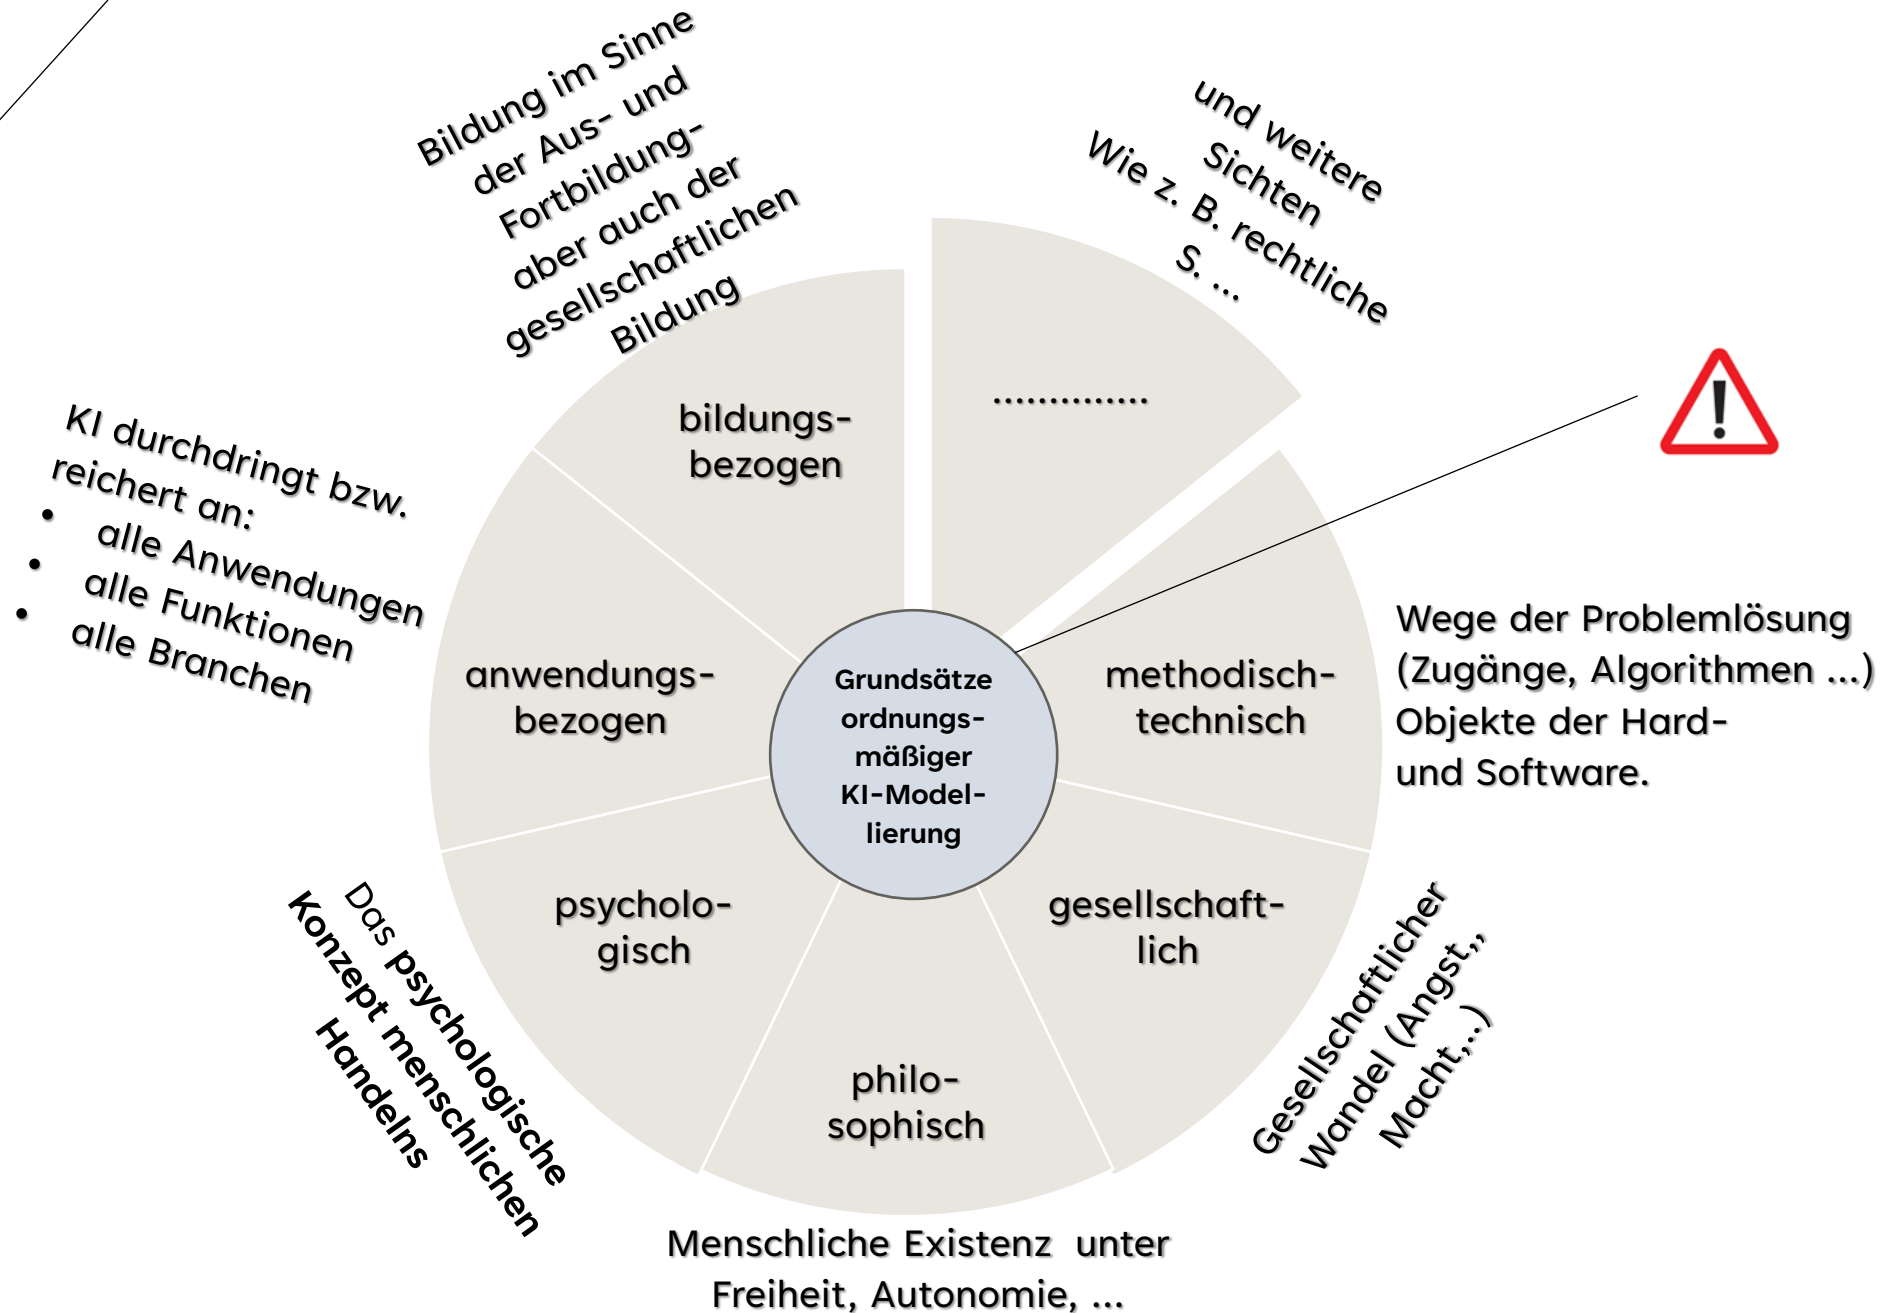 Bildung im Sinne
der Aus- und
Fortbildung-
aber auch der
gesellschaftlichen
Bildung
und weitere
Sichten
Wie z. B. rechtliche
S. ...
bildungs-
bezogen
..............
KI durchdringt bzw.
reichert an:
• alle Anwendungen
• alle Funktionen
• alle Branchen
anwendungs-
bezogen
Grundsätze
ordnungs-
mäßiger
KI-Model-
lierung
methodisch-
technisch
Wege der Problemlösung
(Zugänge, Algorithmen ...)
Objekte der Hard-
und Software.
psycholo-
gisch
gesellschaft-
lich
Das psychologische
Konzept menschlichen
Handelns
Gesellschaftlicher
Wandel (Angst,,
Macht,..)
philo-
sophisch
Menschliche Existenz  unter
Freiheit, Autonomie, ...